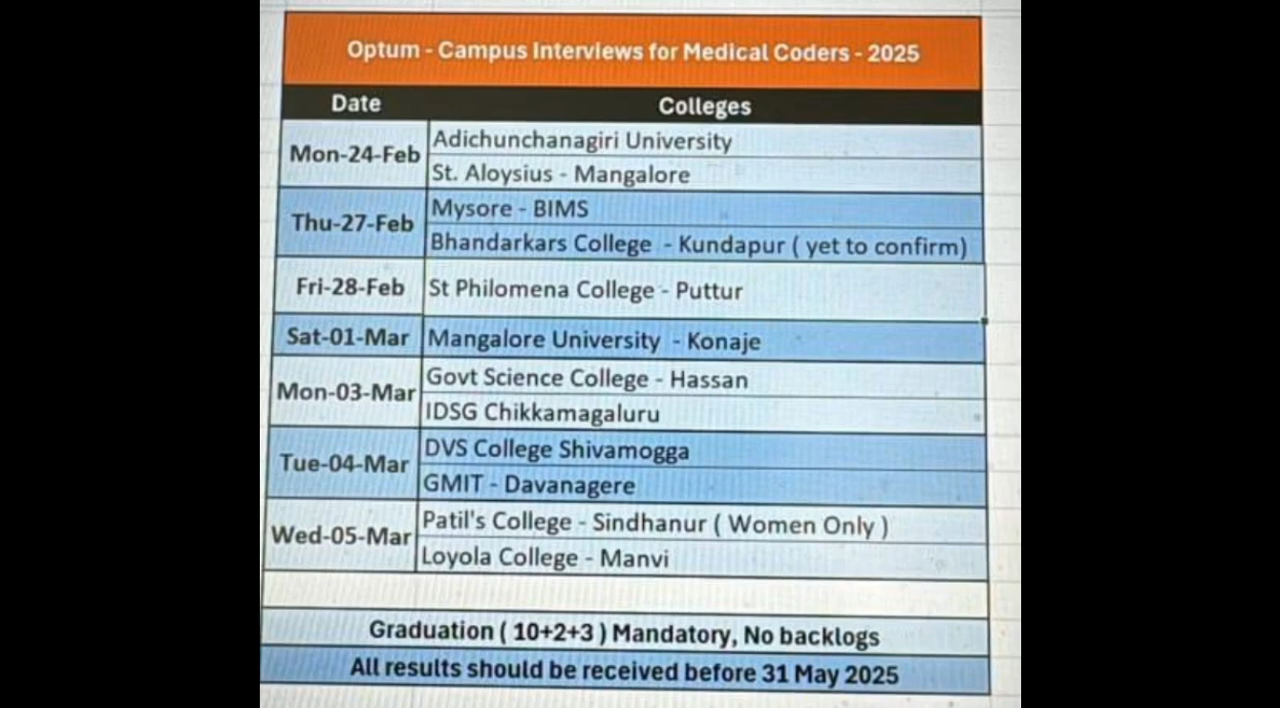 Optum - Campus Interviews for Medical Coders - 2025
Date Colleges
Mon-24-Feb Adichunchanagiri University
St. Aloysius - Mangalore
Thu-27-Feb Mysore - BIMS
Bhandarkars College - Kundapur ( yet to confirm)
Fri-28-Feb St Philomena College - Puttur
Sat-01-Mar Mangalore University - Konaje
Mon-03-Mar Govt Science College - Hassan
IDSG Chikkamagaluru
Tue-04-Mar DVS College Shivamogga
GMIT - Davanagere
Wed-05-Mar Patil's College - Sindhanur ( Women Only )
Loyola College - Manvi
Graduation ( 10+2+3 ) Mandatory, No backlogs
All results should be received before 31 May 2025